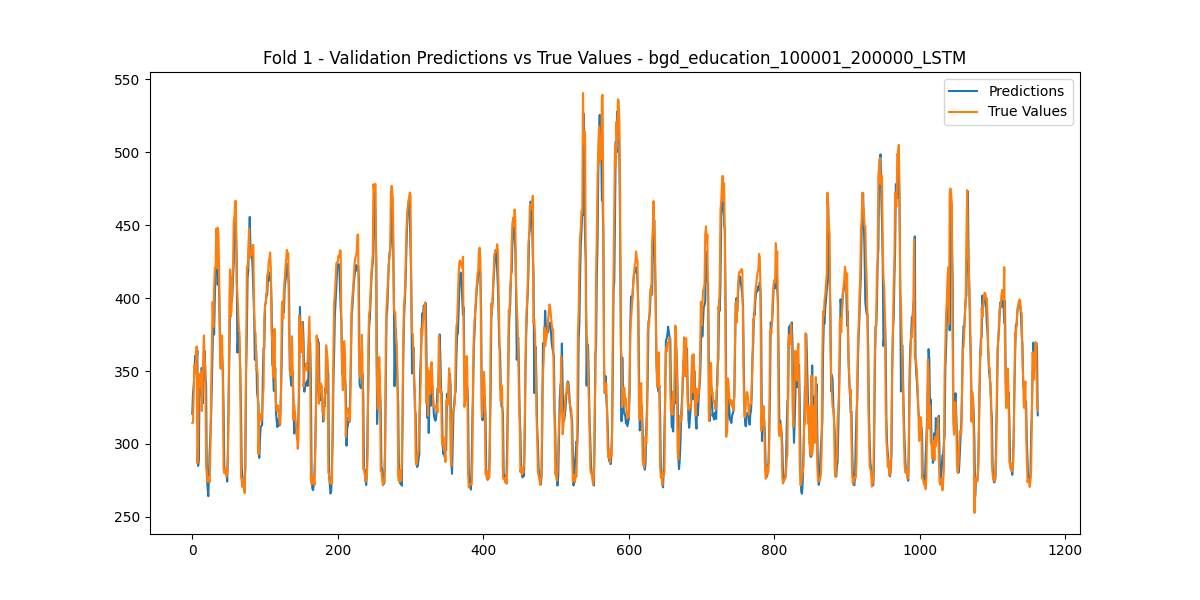 Fold 1 - Validation Predictions vs True Values - bgd_education_100001_200000_LSTM
Predictions
True Values
550
500
450
400
350
300
250
0 200 400 600 800 1000 1200